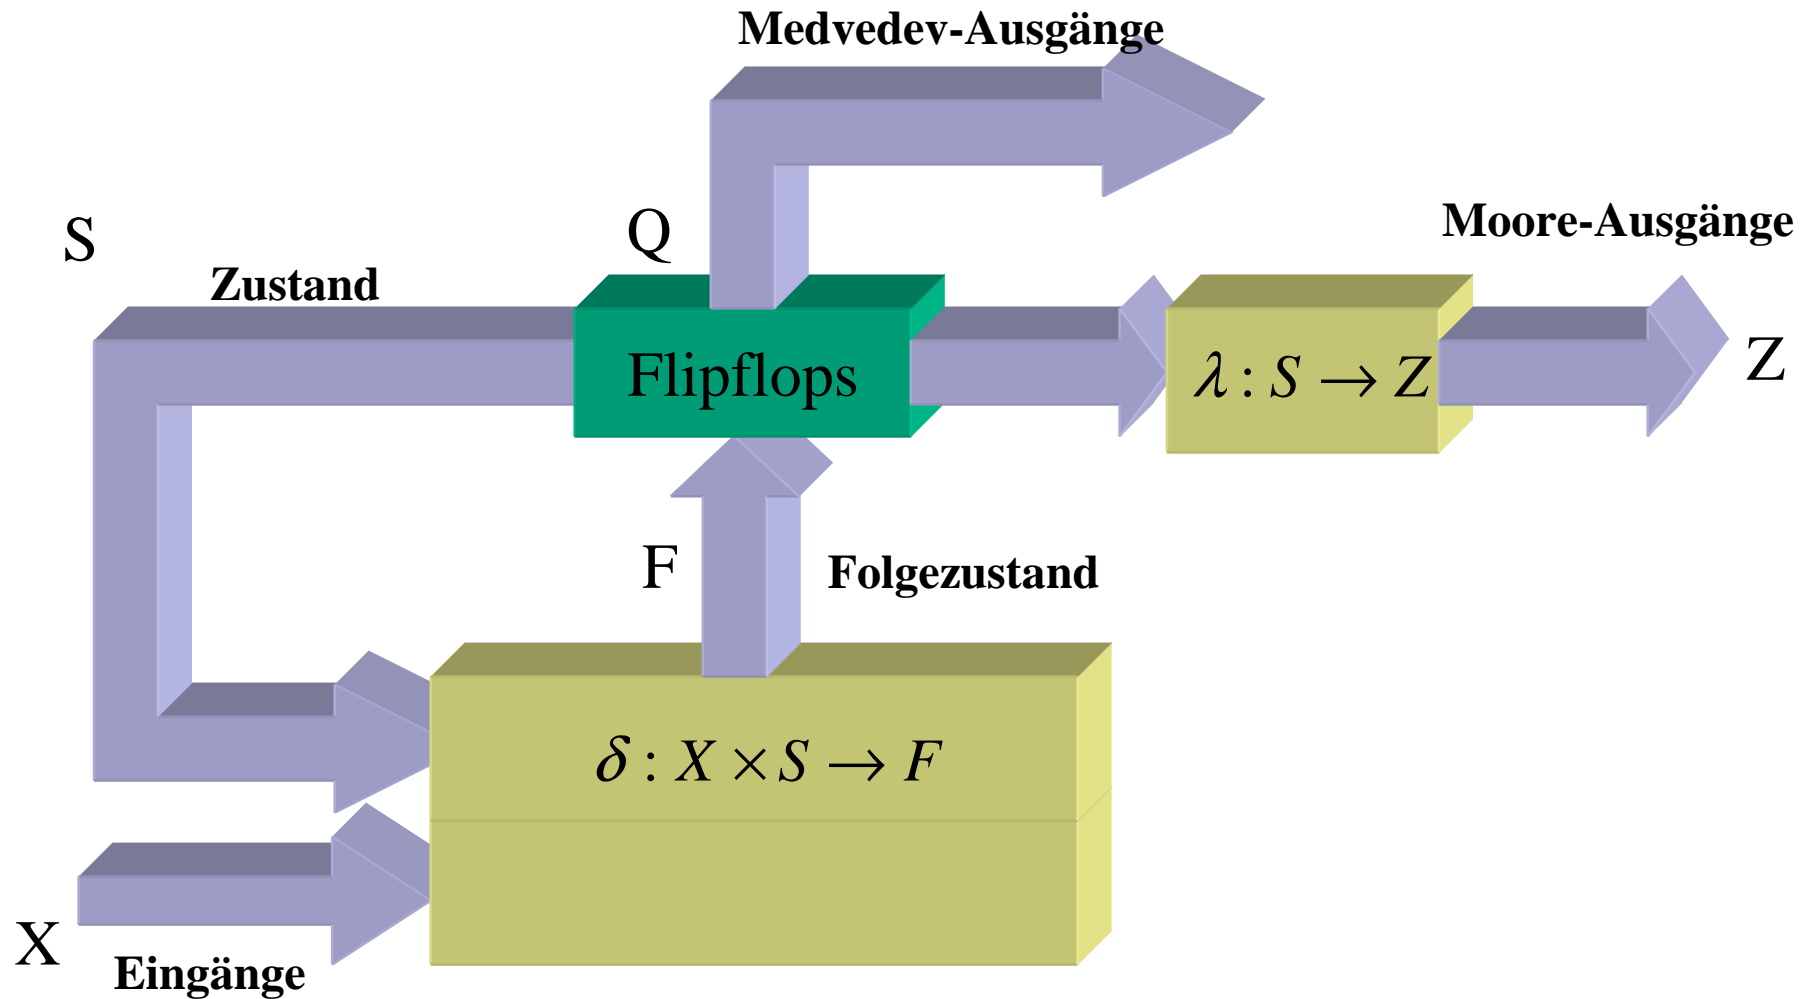 Medvedev-Ausgänge
S
Q
Moore-Ausgänge
Zustand
Flipflops
λ : S → Z
Z
F
Folgezustand
δ : X × S → F
X
Eingänge